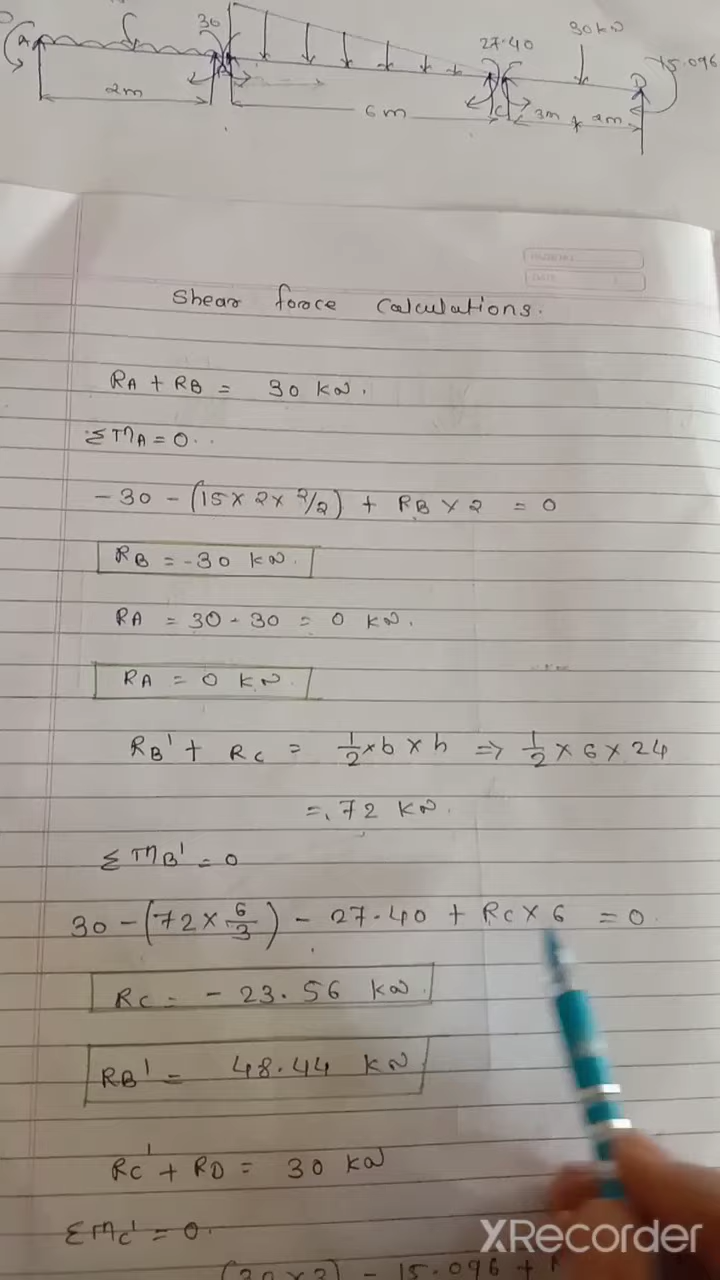 30
27.40
30 kN
15.096
A
2m
6m
C
3m
2m
D
Shear force Calculations.
RA + RB = 30 kN.
ΣMA = 0..
-30 - (15 × 2 × 2/2) + RB × 2 = 0
RB = -30 kN.
RA = 30 - 30 = 0 kN.
RA = 0 kN.
RB' + RC = 1/2 × b × h ⇒ 1/2 × 6 × 24
= 72 kN.
ΣMB' = 0
30 - (72 × 6/3) - 27.40 + RC × 6 = 0.
RC = - 23.56 kN.
RB' = 48.44 kN
RC' + RD = 30 kN
ΣMC' = 0.
- 15.096 +
XRecorder